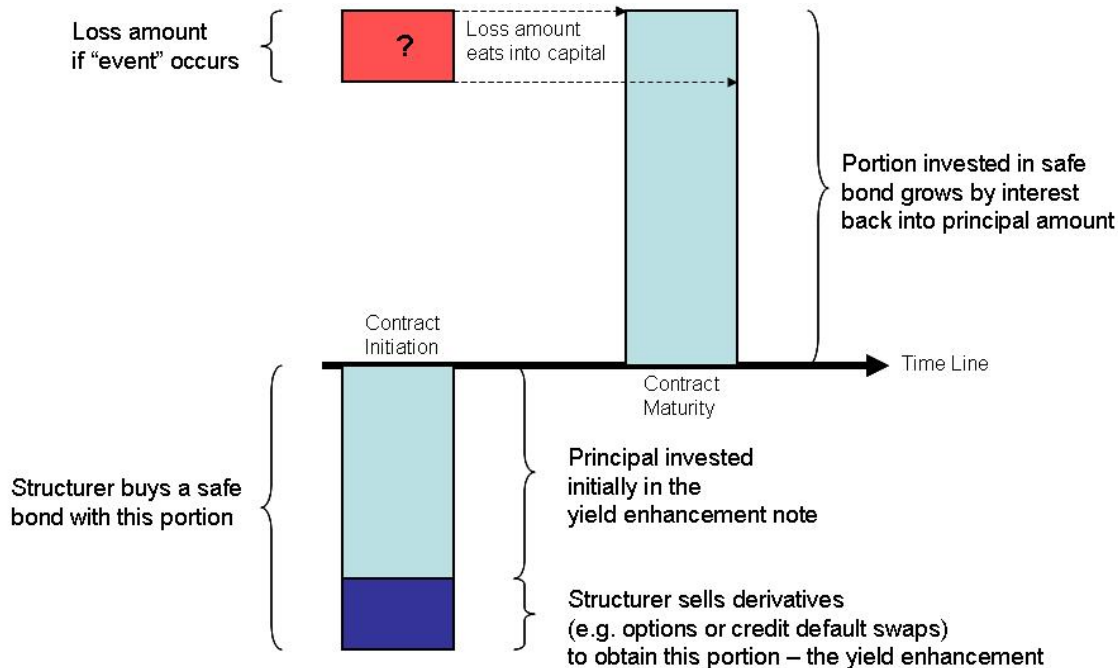 Loss amount
if “event” occurs
?
Loss amount
eats into capital
Portion invested in safe
bond grows by interest
back into principal amount
Contract
Initiation
Time Line
Contract
Maturity
Structurer buys a safe
bond with this portion
Principal invested
initially in the
yield enhancement note
Structurer sells derivatives
(e.g. options or credit default swaps)
to obtain this portion – the yield enhancement